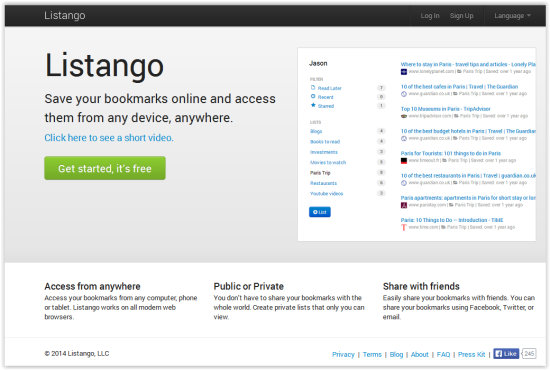 Listango
Log In Sign Up Language
Listango
Save your bookmarks online and access
them from any device, anywhere.
Click here to see a short video.
Get started, it's free
Jason
FILTER
Read Later 7
Recent 0
Starred 1
LISTS
Blogs 4
Books to read 4
Investments 3
Movies to watch 5
Paris Trip 9
Restaurants 6
Youtube videos 3
List
Where to stay in Paris - travel tips and articles - Lonely Plan
www.lonelyplanet.com | Paris Trip | Saved: over 1 year ago
10 of the best cafes in Paris | Travel | The Guardian
www.guardian.co.uk | Paris Trip | Saved: over 1 year ago
Top 10 Museums in Paris - TripAdvisor
www.tripadvisor.com | Paris Trip | Saved: over 1 year ago
10 of the best budget hotels in Paris | Travel | The Guardian
www.guardian.co.uk | Paris Trip | Saved: over 1 year ago
Paris for Tourists: 101 things to do in Paris
www.timeout.fr | Paris Trip | Saved: over 1 year ago
10 of the best restaurants in Paris | Travel | guardian.co.uk
www.guardian.co.uk | Paris Trip | Saved: over 1 year ago
Paris apartments: apartments in Paris for short stay or
www.parisstay.com | Paris Trip | Saved: over 1 year ago
Paris: 10 Things to Do — Introduction - TIME
www.time.com | Paris Trip | Saved: over 1 year ago
Access from anywhere
Access your bookmarks from any computer, phone
or tablet. Listango works on all modern web
browsers.
Public or Private
You don't have to share your bookmarks with the
whole world. Create private lists that only you can
view.
Share with friends
Easily share your bookmarks with friends. You can
share your bookmarks using Facebook, Twitter, or
email.
© 2014 Listango, LLC
Privacy | Terms | Blog | About | FAQ | Press Kit | Like 245